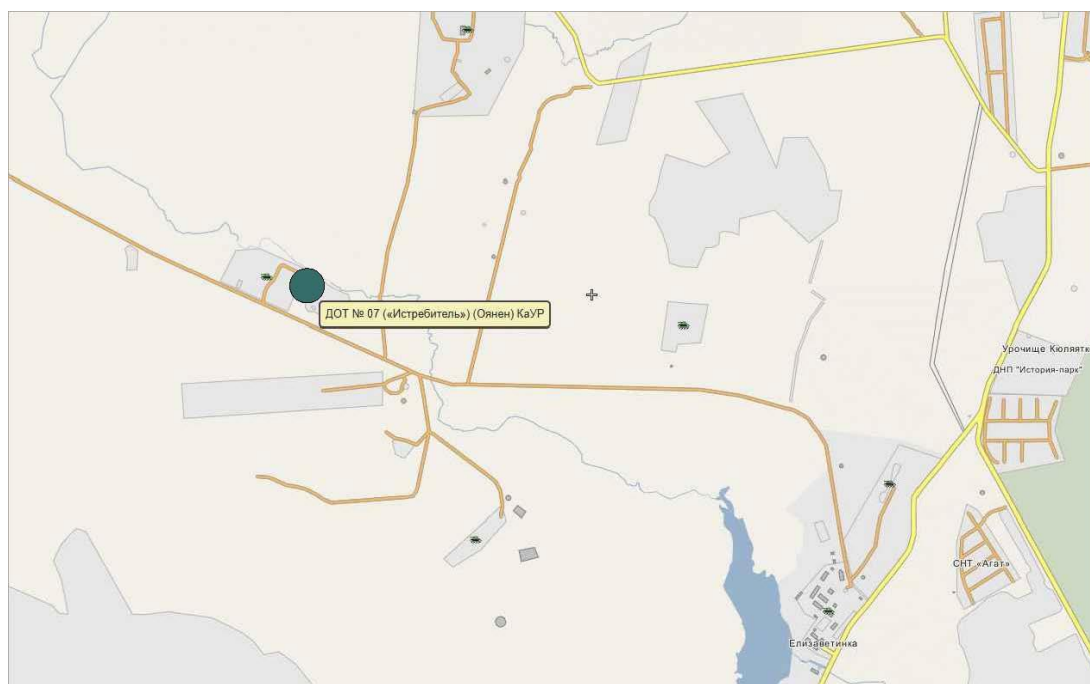 ДОТ № 07 («Истребитель») (Оянен) КаУР
Урочище Кюляятк
ДНП "История-парк"
СНТ «Агат»
Елизаветинка